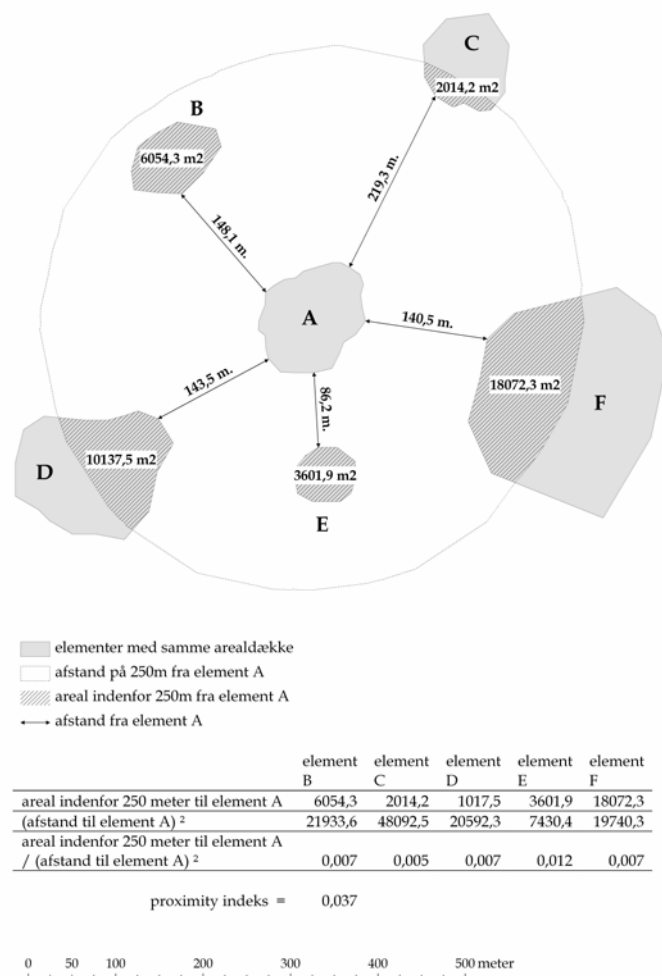 C
2014,2 m2
B
6054,3 m2
219,3 m.
148,1 m.
A
140,5 m.
18072,3 m2
F
143,5 m.
86,2 m.
D
10137,5 m2
3601,9 m2
E
elementer med samme arealdække
afstand på 250m fra element A
areal indenfor 250m fra element A
afstand fra element A
element element element element element
B C D E F
areal indenfor 250 meter til element A 6054,3 2014,2 1017,5 3601,9 18072,3
(afstand til element A) ² 21933,6 48092,5 20592,3 7430,4 19740,3
areal indenfor 250 meter til element A
/ (afstand til element A) ² 0,007 0,005 0,007 0,012 0,007
proximity indeks = 0,037
0 50 100 200 300 400 500 meter